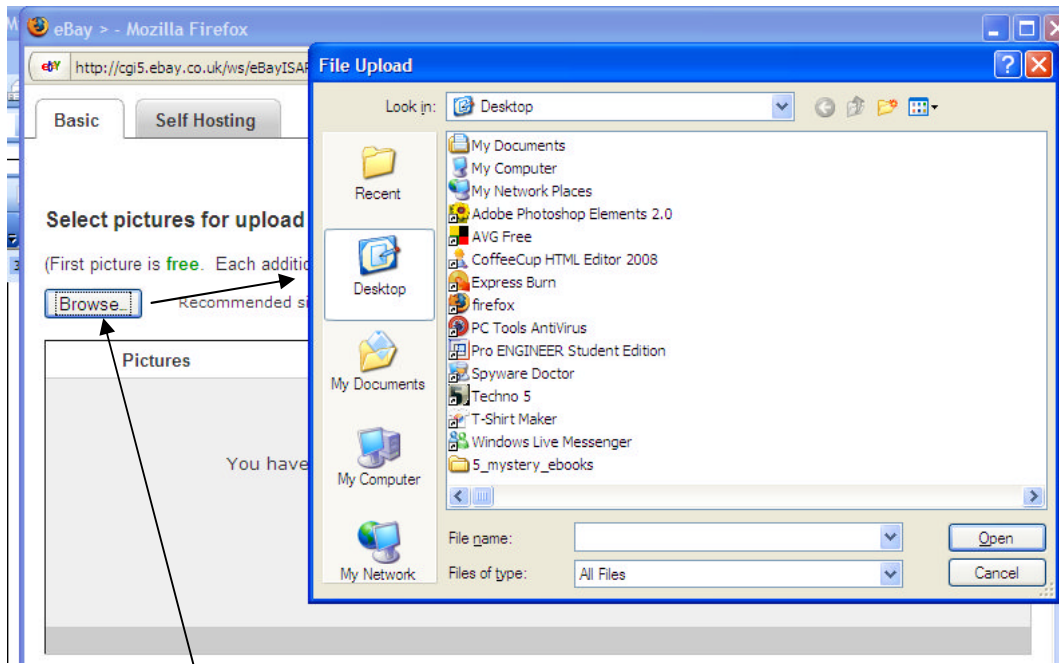 eBay > - Mozilla Firefox
http://cgi5.ebay.co.uk/ws/eBayISAP
File Upload
Look in:
Desktop
Basic
Self Hosting
Select pictures for upload
(First picture is free. Each additio
Browse...
Recommended si
Pictures
You have
Recent
Desktop
My Documents
My Computer
My Network
My Documents
My Computer
My Network Places
Adobe Photoshop Elements 2.0
AVG Free
CoffeeCup HTML Editor 2008
Express Burn
firefox
PC Tools AntiVirus
Pro ENGINEER Student Edition
Spyware Doctor
Techno 5
T-Shirt Maker
Windows Live Messenger
5_mystery_ebooks
File name:
Open
Files of type:
All Files
Cancel